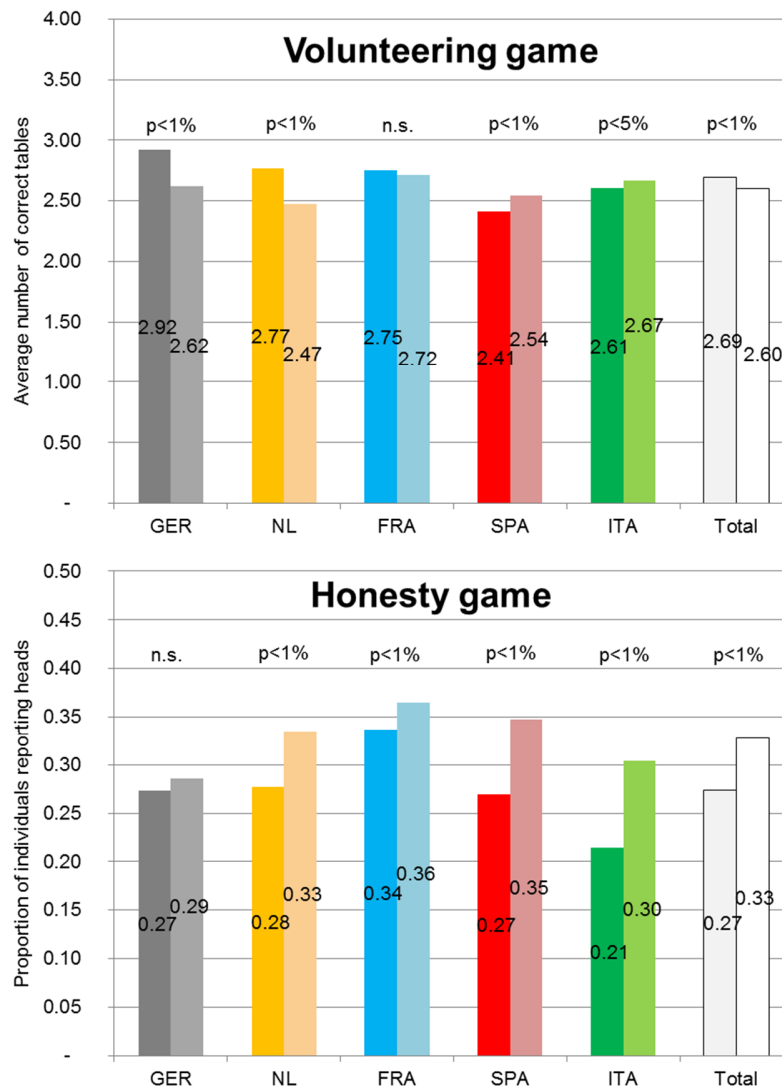 Volunteering game
Average number of correct tables
4.00
3.50
3.00
2.50
2.00
1.50
1.00
0.50
-
p<1% p<1% n.s. p<1% p<5% p<1%
2.92 2.62 2.77 2.47 2.75 2.72 2.41 2.54 2.61 2.67 2.69 2.60
GER NL FRA SPA ITA Total
Honesty game
Proportion of individuals reporting heads
0.50
0.45
0.40
0.35
0.30
0.25
0.20
0.15
0.10
0.05
-
n.s. p<1% p<1% p<1% p<1% p<1%
0.27 0.29 0.28 0.33 0.34 0.36 0.27 0.35 0.21 0.30 0.27 0.33
GER NL FRA SPA ITA Total